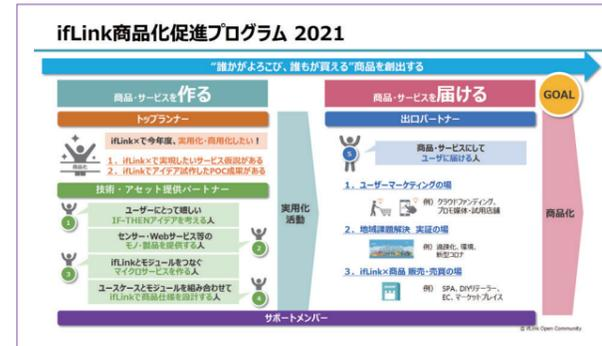 ifLink商品化促進プログラム 2021
“誰かがよろこび、誰もが買える”商品を創出する
商品・サービスを作る
トップランナー
商品化
ifLink×で今年度、実用化・商用化したい！
1．ifLink×で実現したいサービス仮説がある
2．ifLinkでアイデア試作したPOC成果がある
技術・アセット提供パートナー
1
ユーザーにとって嬉しい
IF-THENアイデアを考える人
センサー・Webサービス等の
モノ・製品を提供する人
2
3
ifLinkとモジュールをつなぐ
マイクロサービスを作る人
ユースケースとモジュールを組み合わせて
ifLinkで商品仕様を設計する人
4
実用化
活動
商品・サービスを届ける
出口パートナー
5
商品・サービスにして
ユーザに届ける人
1．ユーザーマーケティングの場
例）クラウドファンディング、
プロモ媒体・試用店舗
2．地域課題解決 実証の場
例）過疎化、環境、
新型コロナ
3．ifLink×商品 販売・売買の場
例） SPA、DIYリテーラー、
EC、マーケットプレイス
GOAL
商品化
サポートメンバー
© ifLink Open Community